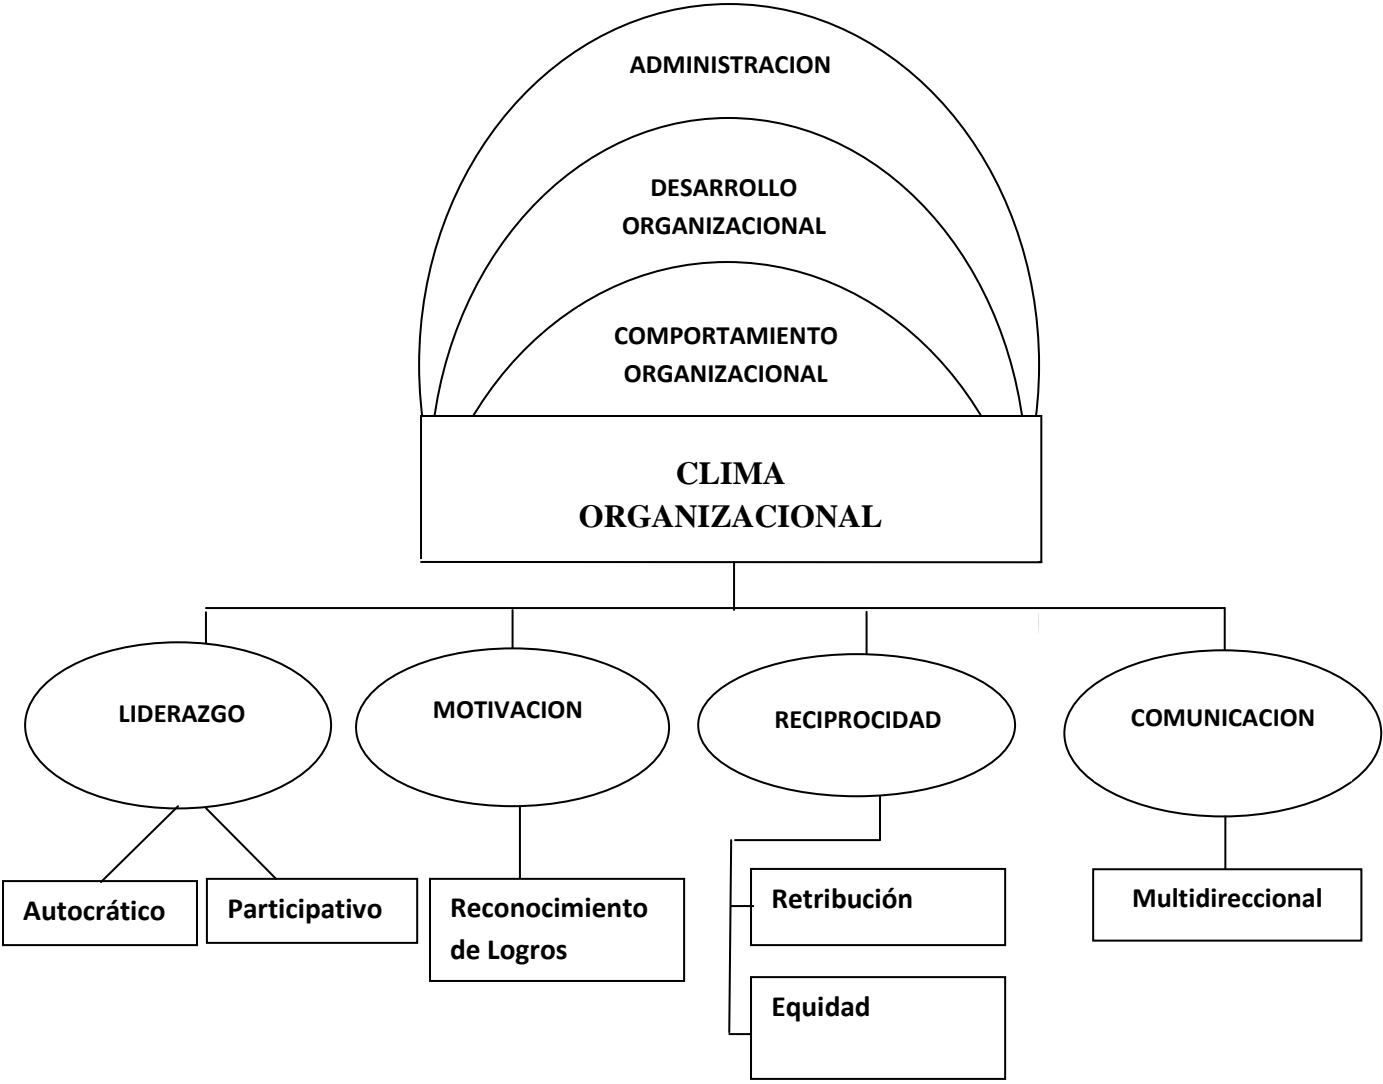 ADMINISTRACION
DESARROLLO
ORGANIZACIONAL
COMPORTAMIENTO
ORGANIZACIONAL
CLIMA
ORGANIZACIONAL
LIDERAZGO
MOTIVACION
RECIPROCIDAD
COMUNICACION
Autocrático
Participativo
Reconocimiento
de Logros
Retribución
Equidad
Multidireccional